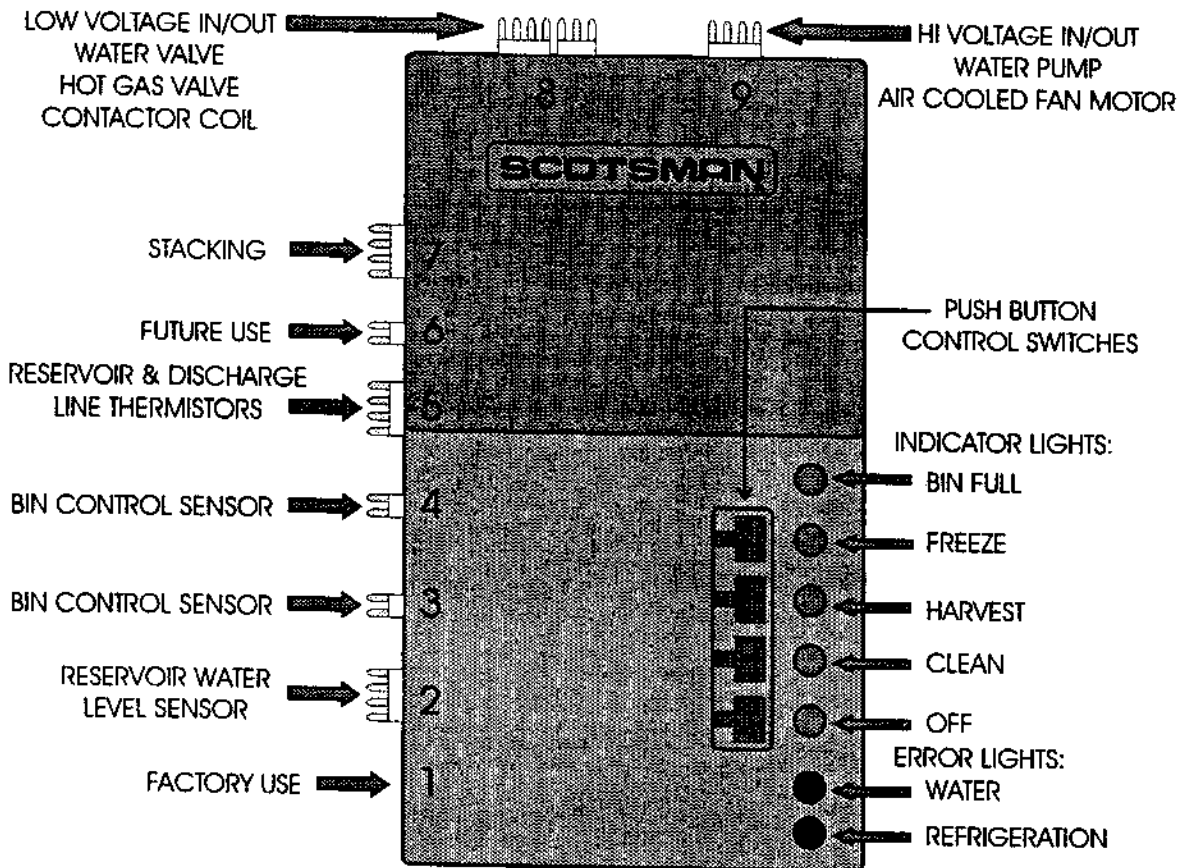 LOW VOLTAGE IN/OUT
WATER VALVE
HOT GAS VALVE
CONTACTOR COIL
HI VOLTAGE IN/OUT
WATER PUMP
AIR COOLED FAN MOTOR
8
9
SCOTSMAN
STACKING
7
FUTURE USE
6
RESERVOIR & DISCHARGE
LINE THERMISTORS
5
BIN CONTROL SENSOR
4
BIN CONTROL SENSOR
3
RESERVOIR WATER
LEVEL SENSOR
2
FACTORY USE
1
PUSH BUTTON
CONTROL SWITCHES
INDICATOR LIGHTS:
BIN FULL
FREEZE
HARVEST
CLEAN
OFF
ERROR LIGHTS:
WATER
REFRIGERATION